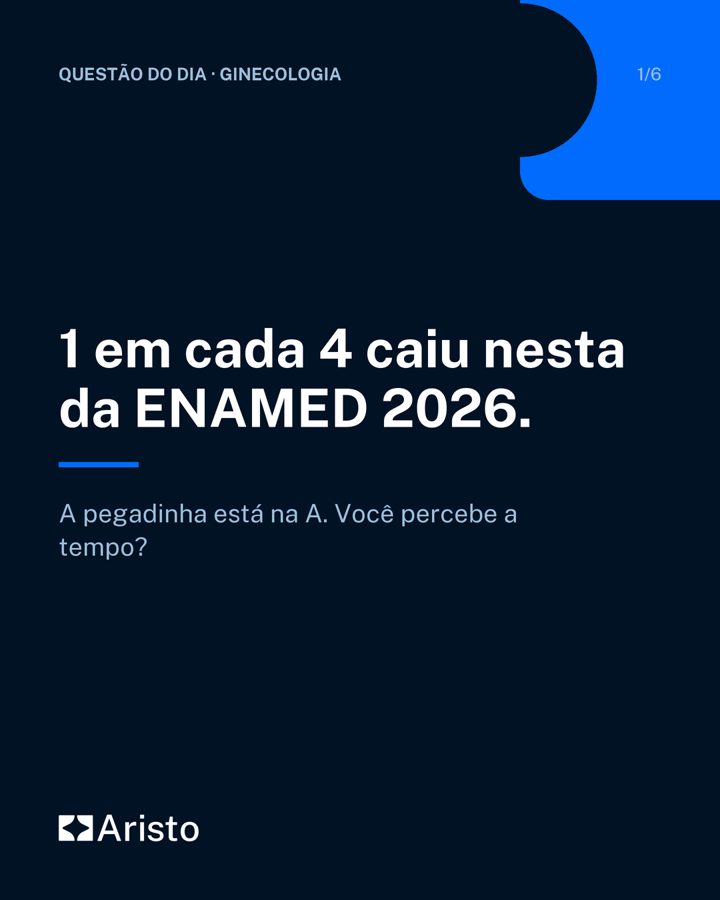 QUESTÃO DO DIA · GINECOLOGIA
1/6
1 em cada 4 caiu nesta
da ENAMED 2026.
A pegadinha está na A. Você percebe a
tempo?
Aristo